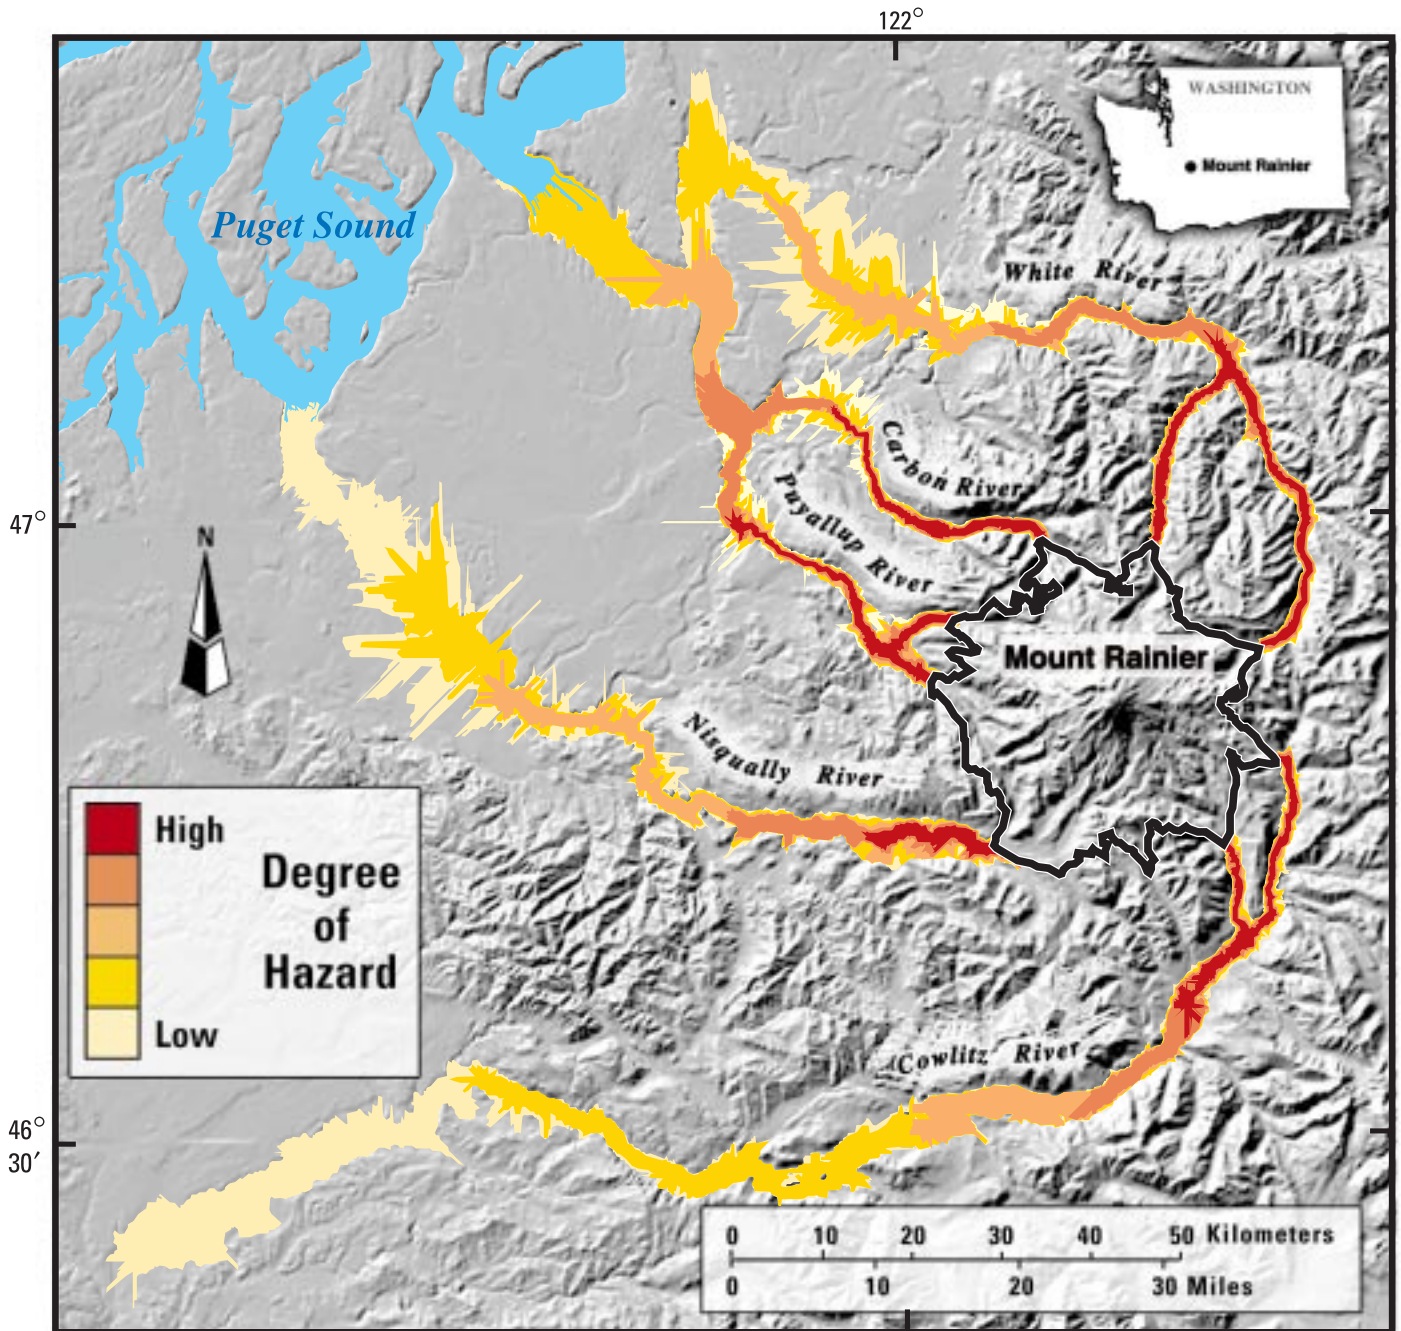 122°
WASHINGTON
Mount Rainier
Puget Sound
White River
Carbon River
47°
Puyallup River
N
Mount Rainier
Nisqually River
High
Degree
of
Hazard
Low
Cowlitz River
46°
30′
0 10 20 30 40 50 Kilometers
0 10 20 30 Miles